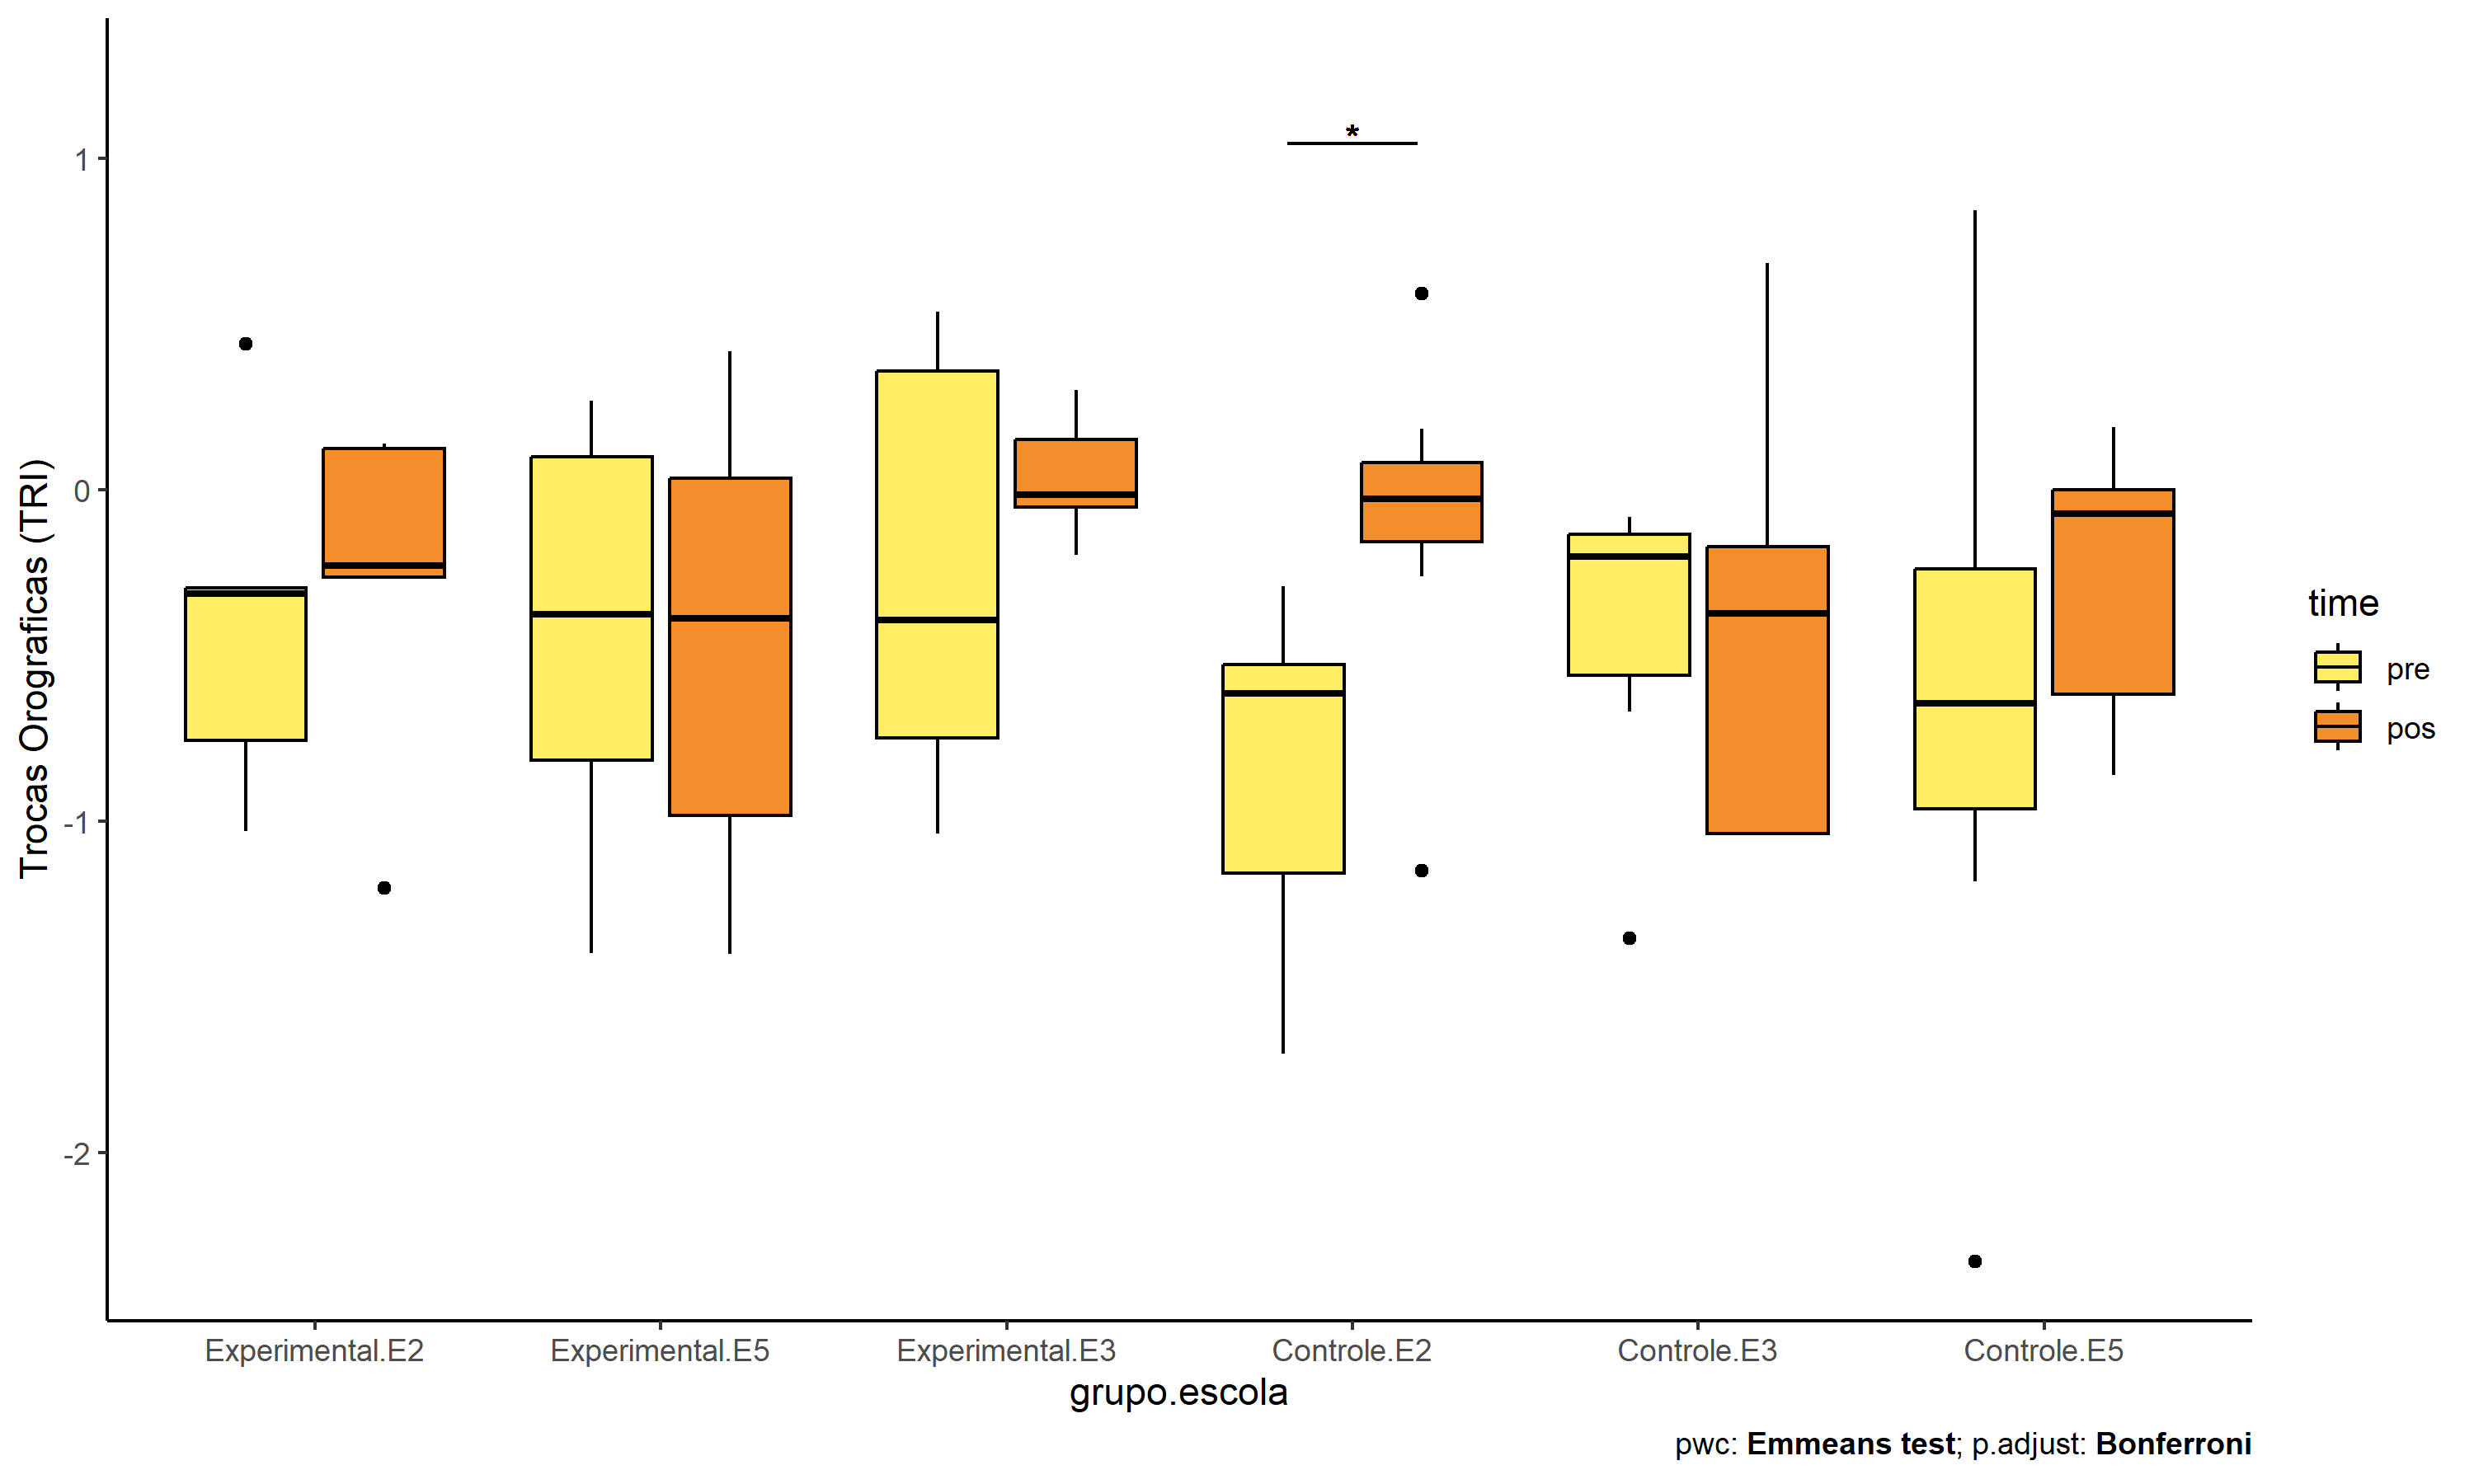 *
1
0
-1
-2
Trocas Orograficas (TRI)
Experimental.E2 Experimental.E5 Experimental.E3 Controle.E2 Controle.E3 Controle.E5
grupo.escola
time
pre
pos
pwc: Emmeans test; p.adjust: Bonferroni